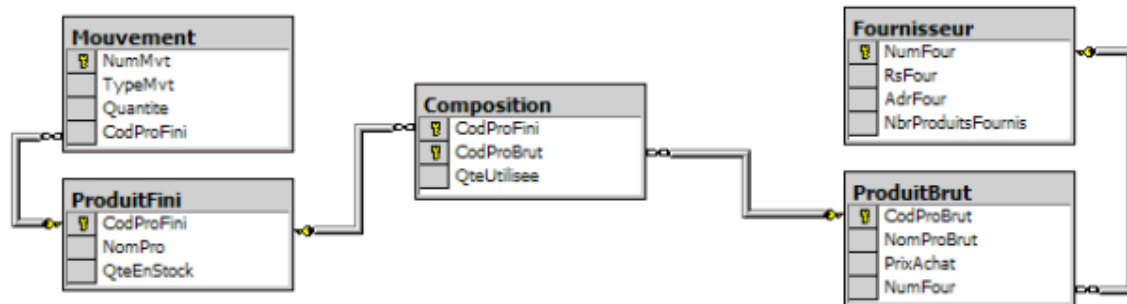 Mouvement
NumMvt
TypeMvt
Quantite
CodProFini
ProduitFini
CodProFini
NomPro
QteEnStock
Composition
CodProFini
CodProBrut
QteUtilisee
Fournisseur
NumFour
RsFour
AdrFour
NbrProduitsFournis
ProduitBrut
CodProBrut
NomProBrut
PrixAchat
NumFour